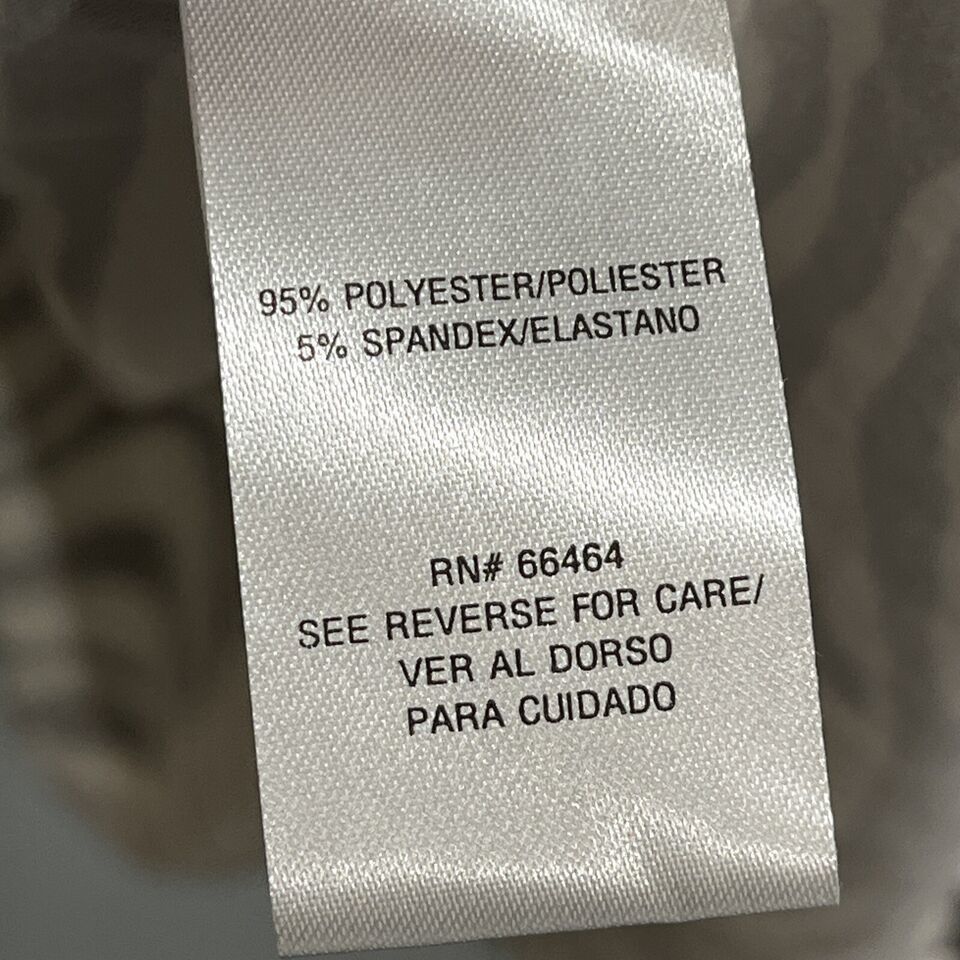 95% POLYESTER/POLIESTER
5% SPANDEX/ELASTANO
RN# 66464
SEE REVERSE FOR CARE/
VER AL DORSO
PARA CUIDADO